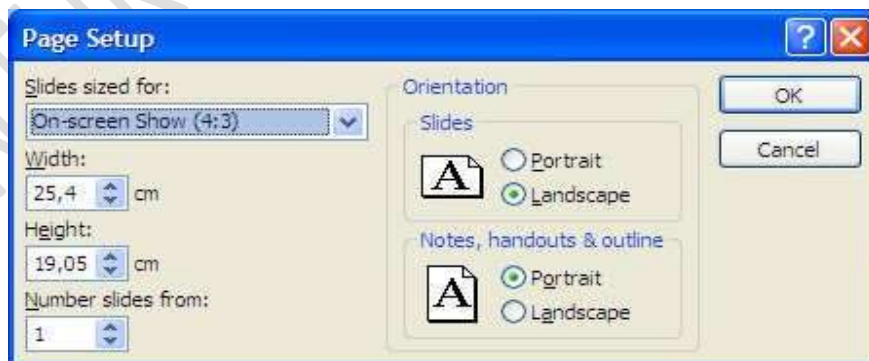 Page Setup
Slides sized for:
On-screen Show (4:3)
Width:
25,4 cm
Height:
19,05 cm
Number slides from:
1
Orientation
Slides
A
Portrait
Landscape
Notes, handouts & outline
A
Portrait
Landscape
OK
Cancel